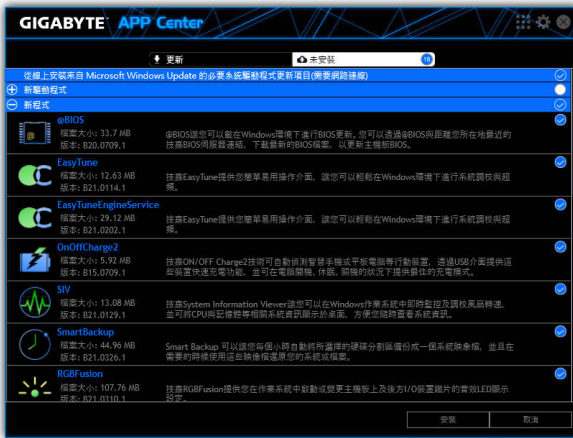 GIGABYTE™ APP Center
更新
未安裝 18
從線上安裝來自 Microsoft Windows Update 的必要系統驅動程式更新項目(需要網路連線)
新驅動程式
新程式
@BIOS
檔案大小: 33.7 MB
版本: B20.0709.1
@BIOS讓您可以載在Windows環境下進行BIOS更新。您可以透過@BIOS與距離您所在地最近的
技嘉BIOS伺服器連結，下載最新的BIOS檔案，以更新主機板BIOS。
EasyTune
檔案大小: 12.63 MB
版本: B21.0114.1
技嘉EasyTune提供您簡單易用操作介面，讓您可以輕鬆在Windows環境下進行系統調校與超
頻。
EasyTuneEngineService
檔案大小: 29.12 MB
版本: B21.0202.1
技嘉EasyTune提供您簡單易用操作介面，讓您可以輕鬆在Windows環境下進行系統調校與超
頻。
OnOffCharge2
檔案大小: 5.92 MB
版本: B15.0709.1
技嘉ON/OFF Charge2技術可自動偵測智慧手機或平板電腦等行動裝置，透過USB介面提供這
些裝置快速充電功能，並可在電腦開機、休眠、關機的狀況下提供最佳的充電模式。
SIV
檔案大小: 13.08 MB
版本: B21.0129.1
技嘉System Information Viewer讓您可以在Windows作業系統中即時監控及調校風扇轉速，
並可將CPU與記憶體等相關系統資訊顯示於桌面，方便您隨時查看系統資訊。
SmartBackup
檔案大小: 44.96 MB
版本: B21.0326.1
Smart Backup 可以讓您每個小時自動將所選擇的硬碟分割區備份成一個系統映象檔，並且在
需要的時候使用這些映像檔還原您的系統或檔案。
RGBFusion
檔案大小: 107.76 MB
版本: B21.0310.1
技嘉RGBFusion提供您在作業系統中啟動或變更主機板上及後方I/O裝置鐵片的音效LED顯示
設定。
安裝
取消